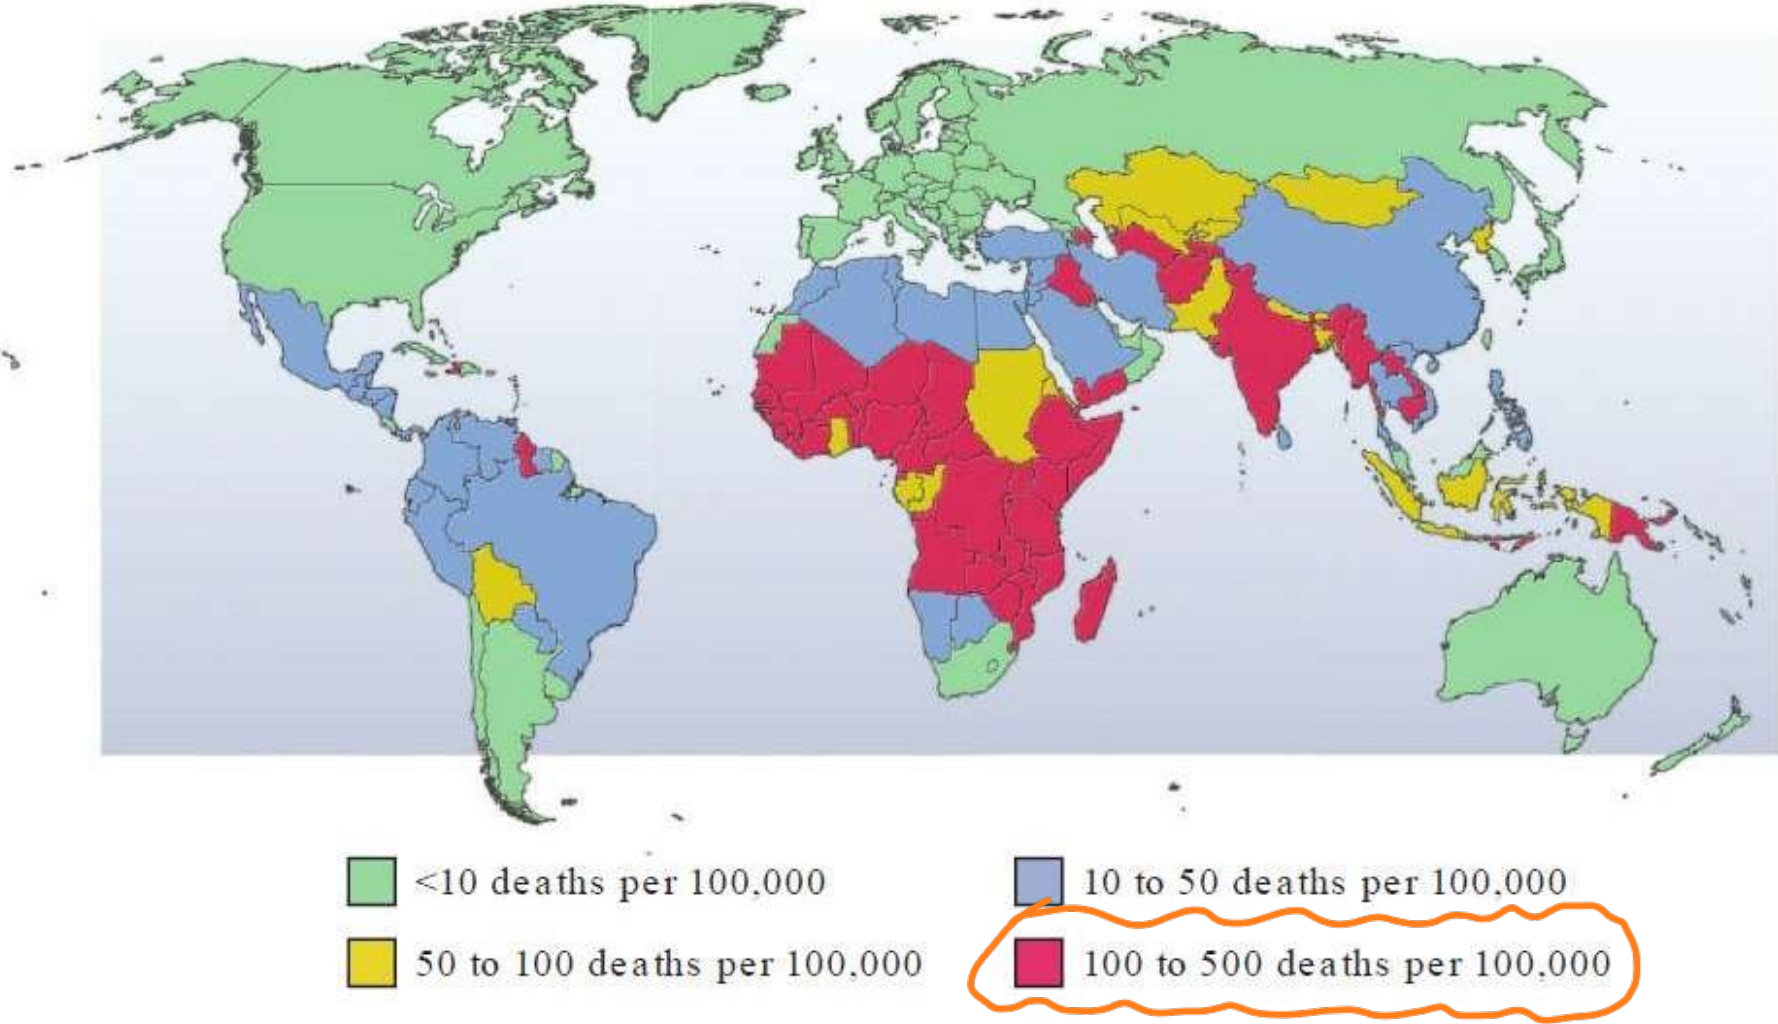 <10 deaths per 100,000
10 to 50 deaths per 100,000
50 to 100 deaths per 100,000
100 to 500 deaths per 100,000